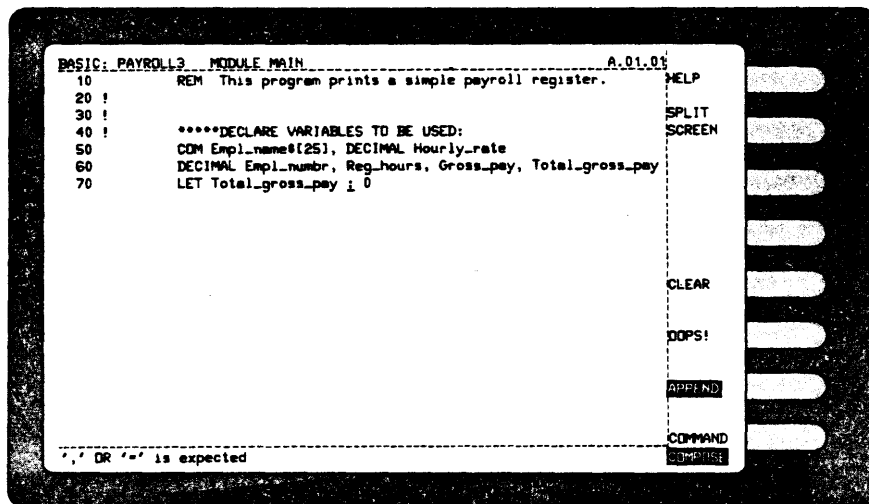 BASIC: PAYROLL3 MODULE MAIN A.01.01
10 REM This program prints a simple payroll register.
20 !
30 !
40 ! *****DECLARE VARIABLES TO BE USED:
50 COM Empl_name$[25], DECIMAL Hourly_rate
60 DECIMAL Empl_numbr, Reg_hours, Gross_pay, Total_gross_pay
70 LET Total_gross_pay ; 0
HELP
SPLIT
SCREEN
CLEAR
OOPS!
APPEND
COMMAND
COMPOSE
',' OR '=' is expected